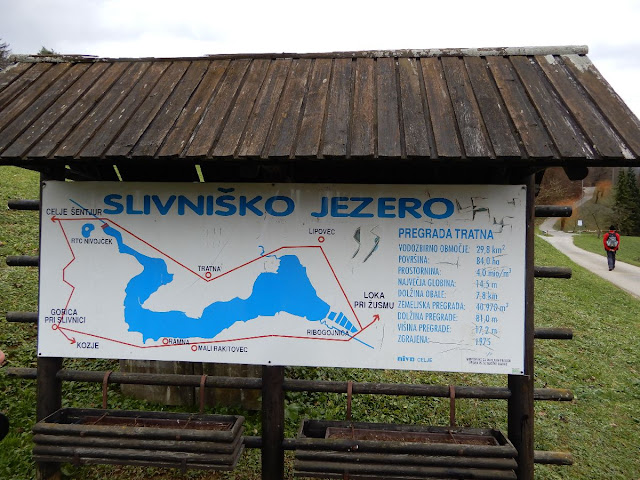 SLIVNIŠKO JEZERO
CELJE ŠENTJUR
RTC NIVOJČEK
TRATNA
LIPOVEC
LOKA
PRI ŽUSMU
RIBOGOJNICA
GORICA
PRI SLIVNICI
KOZJE
DRAMNA
MALI RAKITOVEC
PREGRADA TRATNA
VODOZBIRNO OBMOČJE: 29.8 km²
POVRŠINA: 84.0 ha
PROSTORNINA: 4.0 mio/m³
NAJVEČJA GLOBINA: 14.5 m
DOLŽINA OBALE: 7.8 km
ZEMELJSKA PREGRADA: 40.970 m³
DOLŽINA PREGRADE: 81.0 m
VIŠINA PREGRADE: 17.2 m
ZGRAJENA: 1975
nivo CELJE